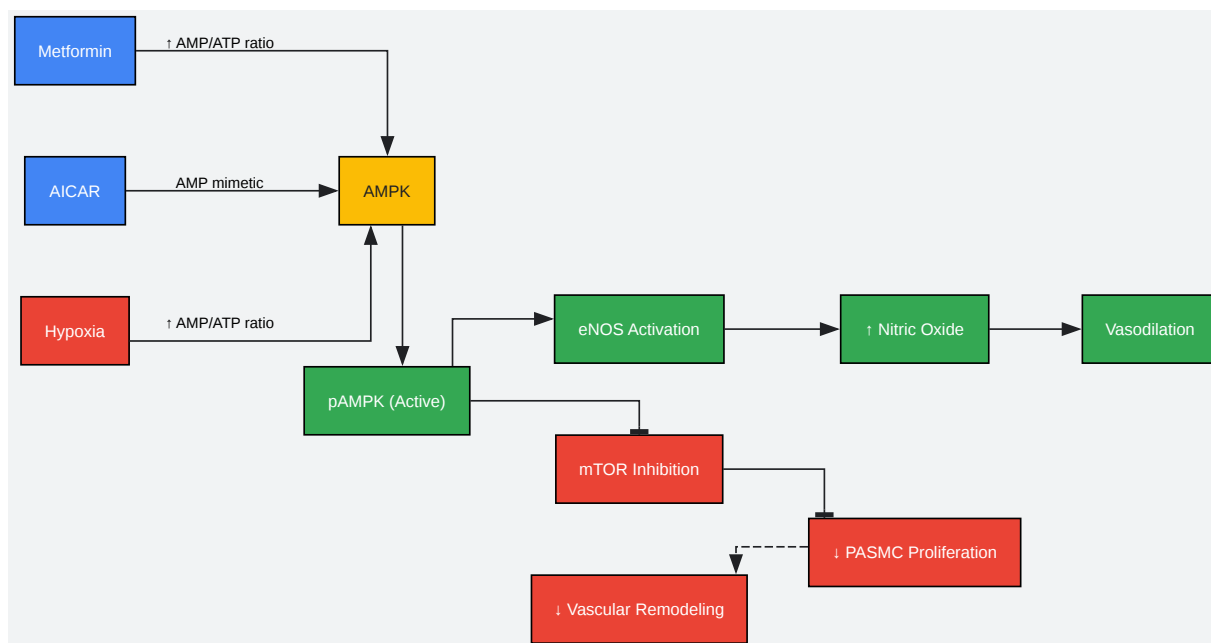 Metformin
↑ AMP/ATP ratio
AICAR
AMP mimetic
AMPK
Hypoxia
↑ AMP/ATP ratio
eNOS Activation
↑ Nitric Oxide
Vasodilation
pAMPK (Active)
mTOR Inhibition
↓ PASMC Proliferation
↓ Vascular Remodeling